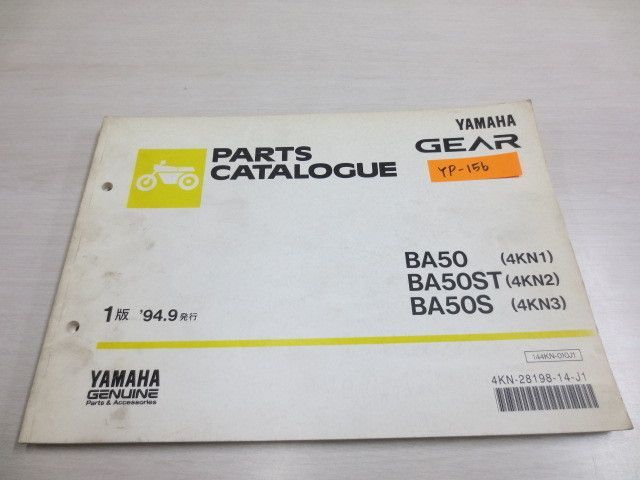 YAMAHA
GEAR
YP-156
PARTS
CATALOGUE
BA50 (4KN1)
BA50ST (4KN2)
BA50S (4KN3)
1版 '94.9発行
144KN-010J1
YAMAHA
GENUINE
Parts & Accessories
4KN-28198-14-J1